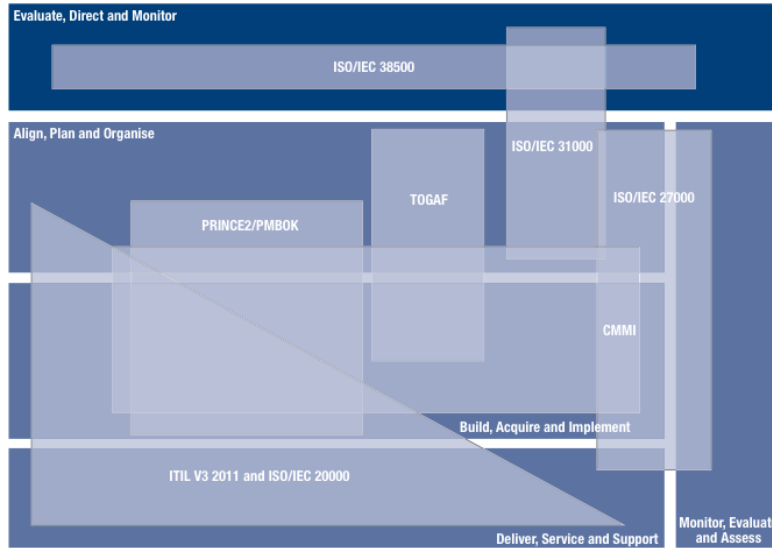 Evaluate, Direct and Monitor
ISO/IEC 38500
Align, Plan and Organise
ISO/IEC 31000
TOGAF
ISO/IEC 27000
PRINCE2/PMBOK
CMMI
Build, Acquire and Implement
ITIL V3 2011 and ISO/IEC 20000
Deliver, Service and Support
Monitor, Evaluate
and Assess